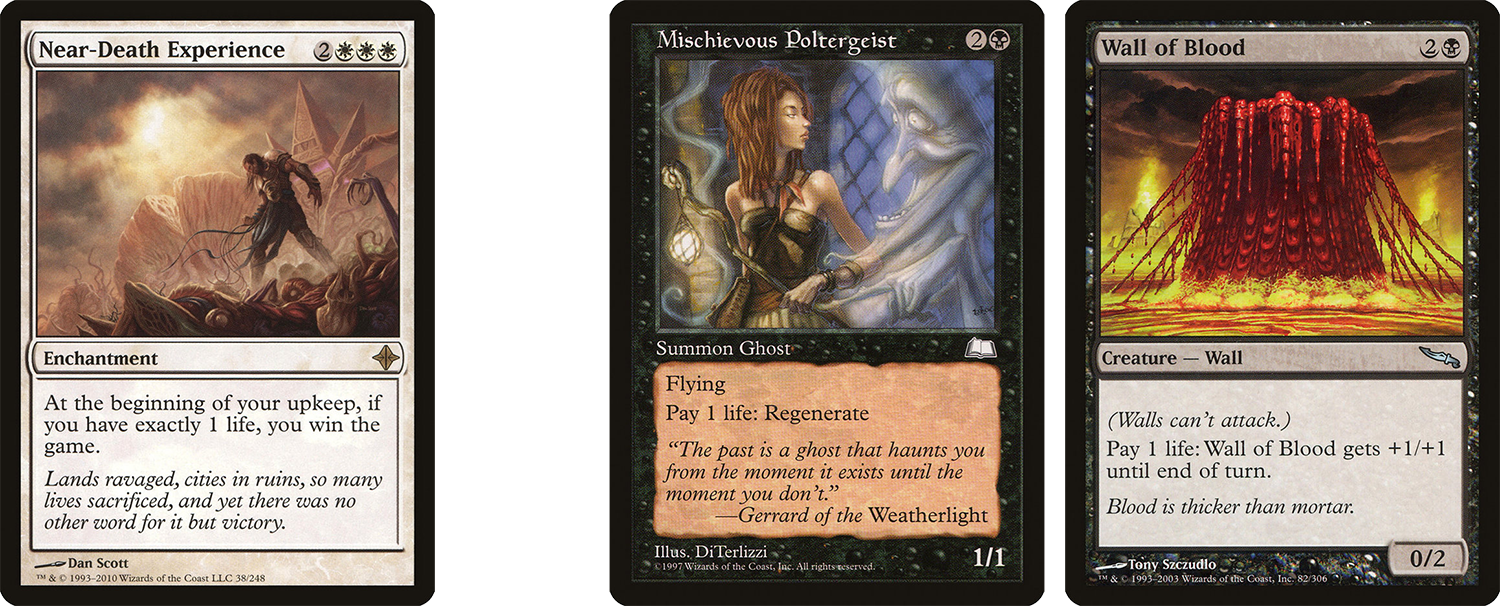 Near-Death Experience 2
Enchantment
At the beginning of your upkeep, if
you have exactly 1 life, you win the
game.
Lands ravaged, cities in ruins, so many
lives sacrificed, and yet there was no
other word for it but victory.
Dan Scott
™ & © 1993–2010 Wizards of the Coast LLC 38/248
Mischievous Poltergeist 2
Summon Ghost
Flying
Pay 1 life: Regenerate
“The past is a ghost that haunts you
from the moment it exists until the
moment you don’t.”
—Gerrard of the Weatherlight
Illus. DiTerlizzi
©1997 Wizards of the Coast, Inc. All rights reserved.
1/1
Wall of Blood 2
Creature — Wall
(Walls can’t attack.)
Pay 1 life: Wall of Blood gets +1/+1
until end of turn.
Blood is thicker than mortar.
Tony Szczudlo
™ & © 1993–2003 Wizards of the Coast, Inc. 82/306
0/2